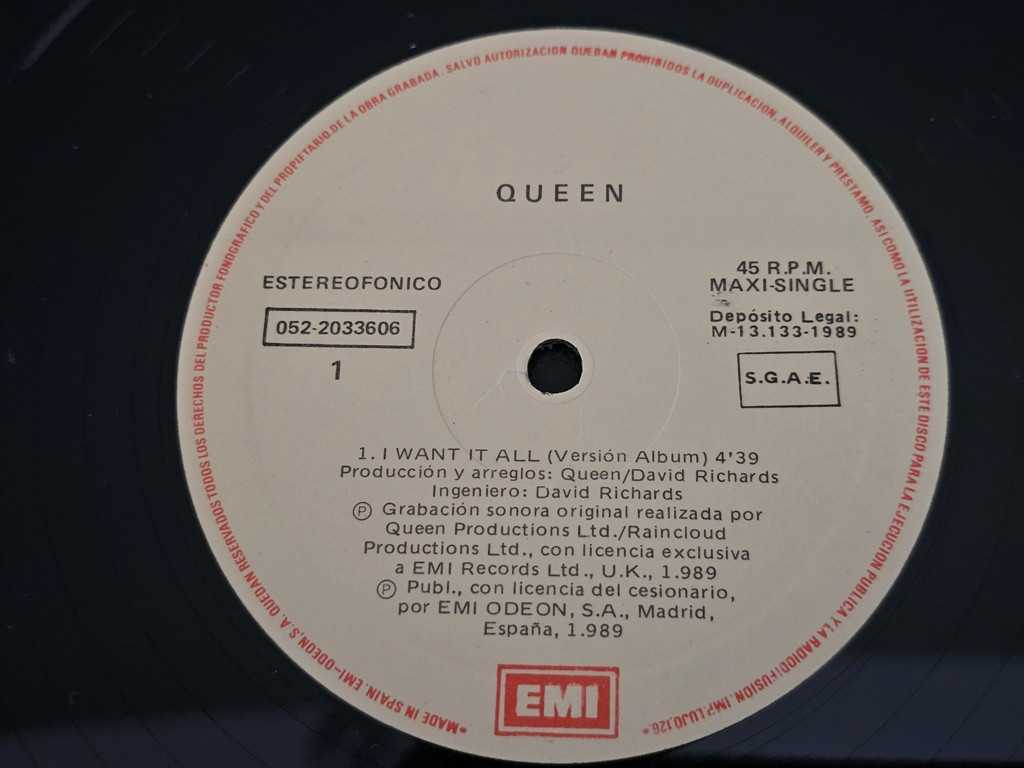 QUEEN
ESTEREOFONICO
052-2033606
1
45 R.P.M.
MAXI-SINGLE
Depósito Legal:
M-13.133-1989
S.G.A.E.
1. I WANT IT ALL (Versión Album) 4'39
Producción y arreglos: Queen/David Richards
Ingeniero: David Richards
Ⓟ Grabación sonora original realizada por
Queen Productions Ltd./Raincloud
Productions Ltd., con licencia exclusiva
a EMI Records Ltd., U.K., 1.989
Ⓟ Publ., con licencia del cesionario,
por EMI ODEON, S.A., Madrid,
España, 1.989
EMI
*MADE IN SPAIN. EMI-ODEON, S. A. QUEDAN RESERVADOS TODOS LOS DERECHOS DEL PRODUCTOR FONOGRAFICO Y DEL PROPIETARIO DE LA OBRA GRABADA. SALVO AUTORIZACION QUEDAN PROHIBIDOS LA DUPLICACION, ALQUILER Y PRESTAMO, ASI COMO LA UTILIZACION DE ESTE DISCO PARA LA EJECUCION PUBLICA Y LA RADIODIFUSION. IMP. LUJO, 126*